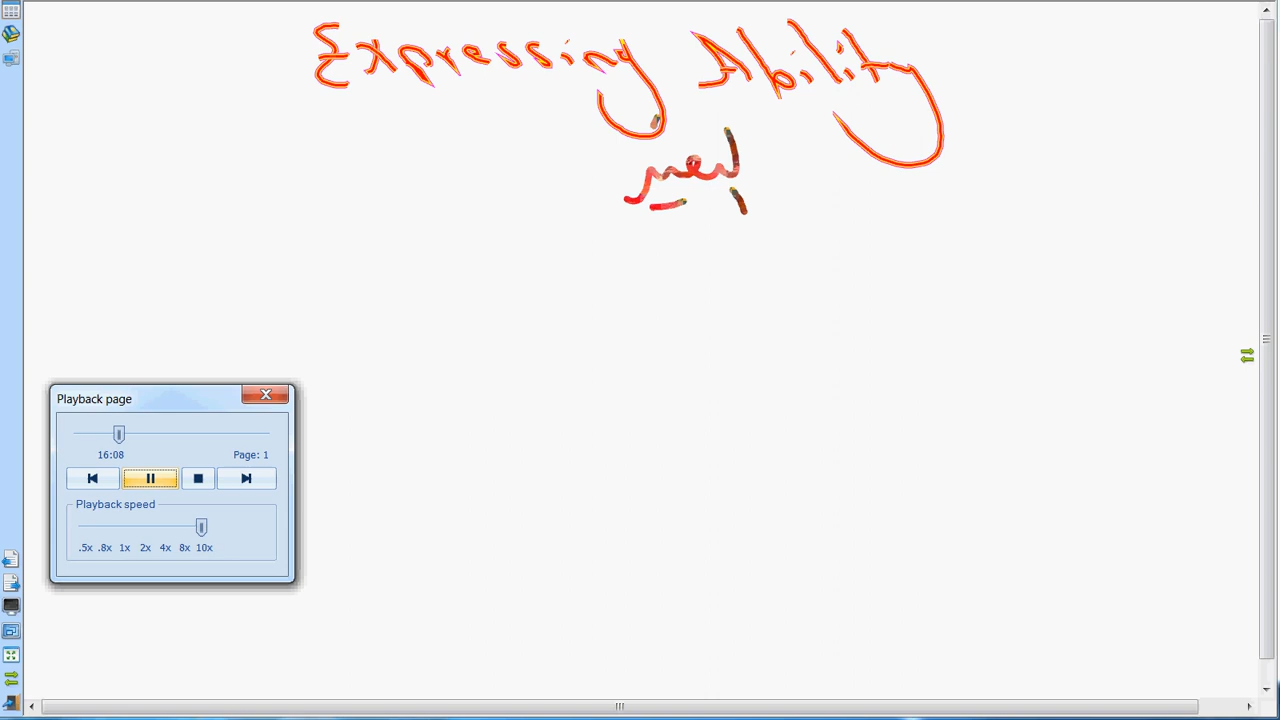 Expressing Ability
Playback page
16:08 Page: 1
Playback speed
.5x .8x 1x 2x 4x 8x 10x